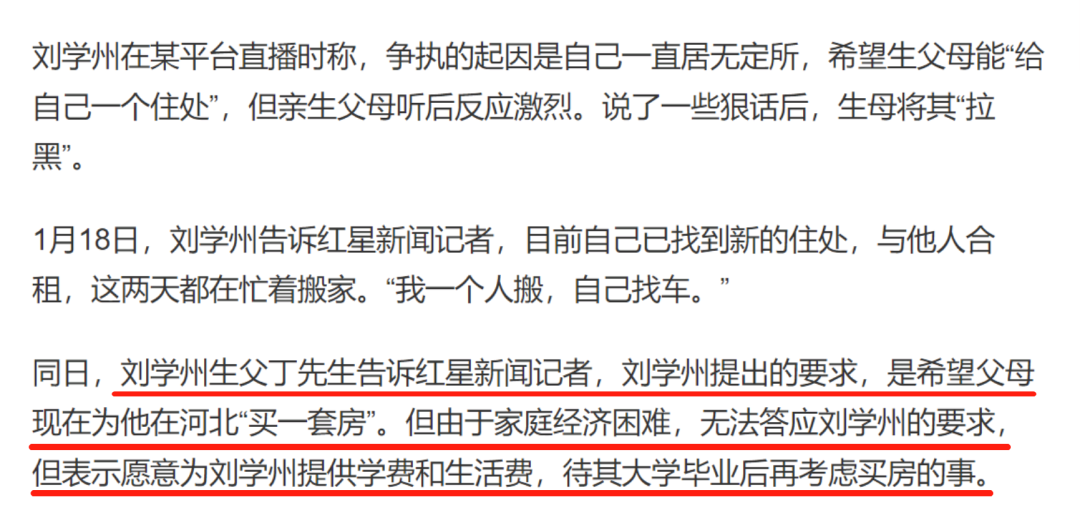 刘学州在某平台直播时称，争执的起因是自己一直居无定所，希望生父母能“给
自己一个住处”，但亲生父母听后反应激烈。说了一些狠话后，生母将其“拉
黑”。
1月18日，刘学州告诉红星新闻记者，目前自己已找到新的住处，与他人合
租，这两天都在忙着搬家。“我一个人搬，自己找车。”
同日，刘学州生父丁先生告诉红星新闻记者，刘学州提出的要求，是希望父母
现在为他在河北“买一套房”。但由于家庭经济困难，无法答应刘学州的要求，
但表示愿意为刘学州提供学费和生活费，待其大学毕业后再考虑买房的事。